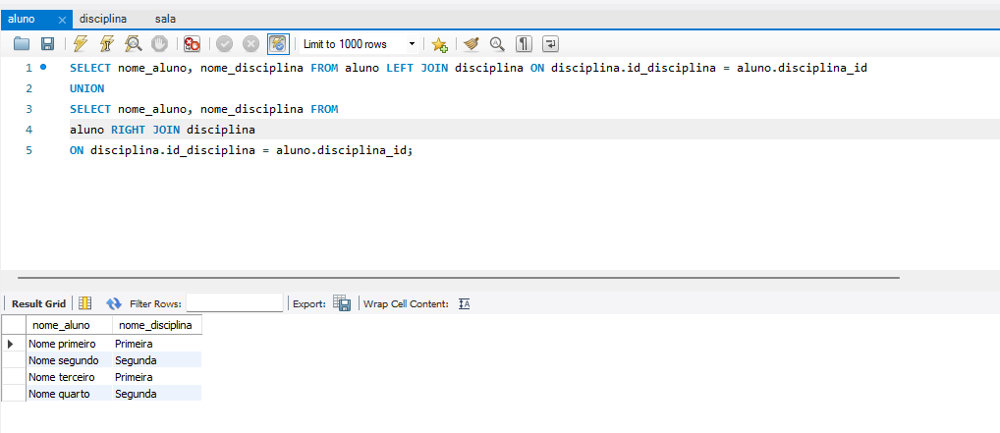 aluno × disciplina sala
Limit to 1000 rows
1 SELECT nome_aluno, nome_disciplina FROM aluno LEFT JOIN disciplina ON disciplina.id_disciplina = aluno.disciplina_id
2 UNION
3 SELECT nome_aluno, nome_disciplina FROM
4 aluno RIGHT JOIN disciplina
5 ON disciplina.id_disciplina = aluno.disciplina_id;
Result Grid Filter Rows: Export: Wrap Cell Content:
nome_aluno nome_disciplina
Nome primeiro Primeira
Nome segundo Segunda
Nome terceiro Primeira
Nome quarto Segunda